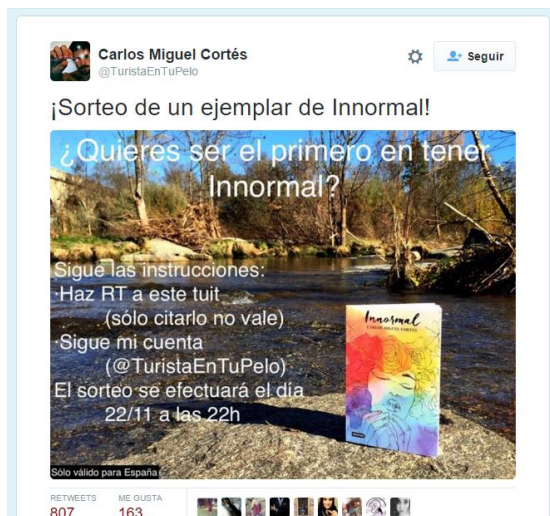 Carlos Miguel Cortés
@TuristaEnTuPelo
Seguir
¡Sorteo de un ejemplar de Innormal!
¿Quieres ser el primero en tener
Innormal?
Sigue las instrucciones:
·Haz RT a este tuit
(sólo citarlo no vale)
·Sigue mi cuenta
(@TuristaEnTuPelo)
El sorteo se efectuará el día
22/11 a las 22h
Innormal
CARLOS MIGUEL CORTÉS
Sólo válido para España
RETWEETS
807
ME GUSTA
163